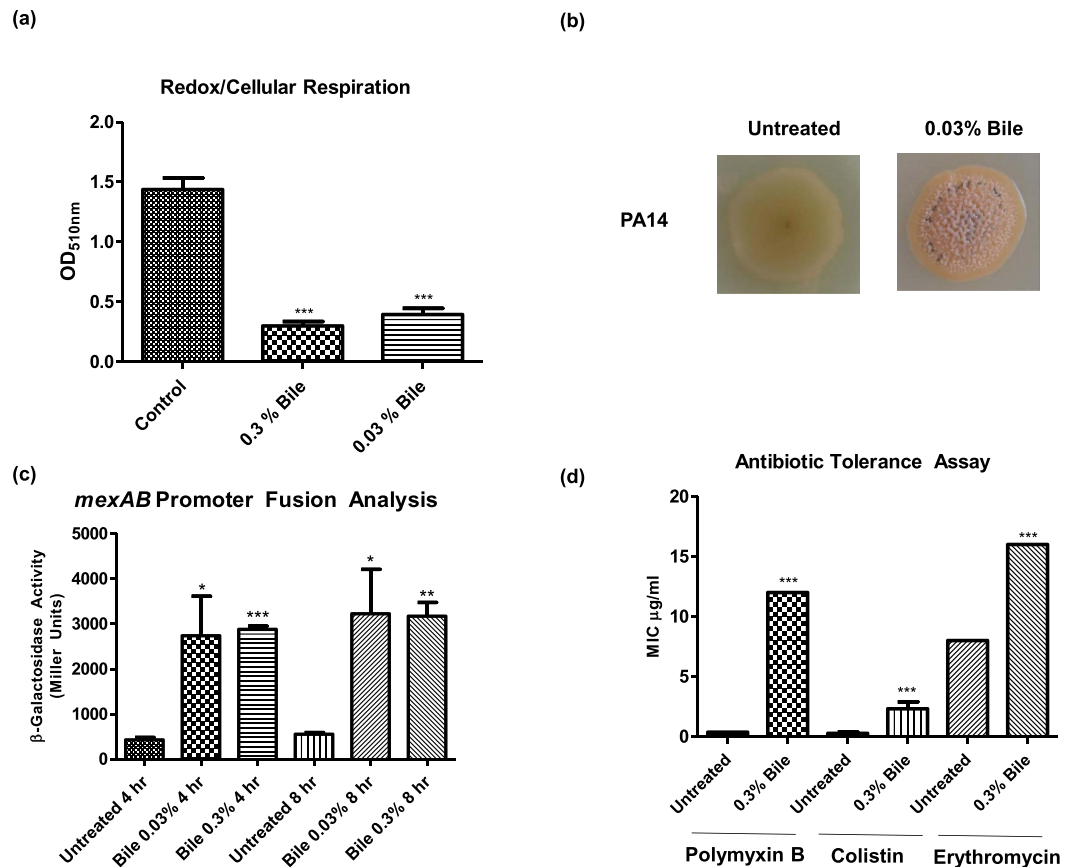 (a)
Redox/Cellular Respiration
2.0
1.5
1.0
0.5
0.0
OD510nm
***
***
Control
0.3 % Bile
0.03 % Bile
(b)
Untreated
0.03% Bile
PA14
(c)
mexAB Promoter Fusion Analysis
5000
4000
3000
2000
1000
0
β-Galactosidase Activity
(Miller Units)
*
***
*
**
Untreated 4 hr
Bile 0.03% 4 hr
Bile 0.3% 4 hr
Untreated 8 hr
Bile 0.03% 8 hr
Bile 0.3% 8 hr
(d)
Antibiotic Tolerance Assay
20
15
10
5
0
MIC µg/ml
***
***
***
Untreated
0.3% Bile
Untreated
0.3% Bile
Untreated
0.3% Bile
Polymyxin B
Colistin
Erythromycin